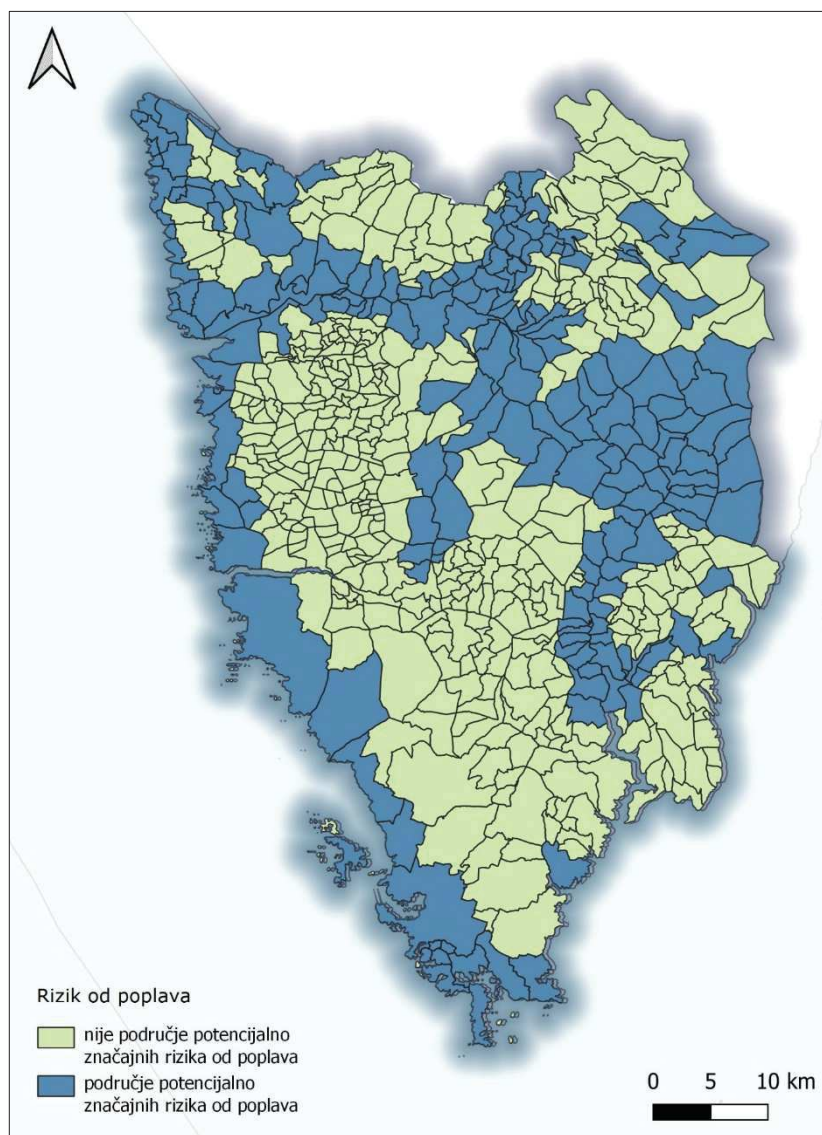 Rizik od poplava
nije područje potencijalno
značajnih rizika od poplava
područje potencijalno
značajnih rizika od poplava
0 5 10 km